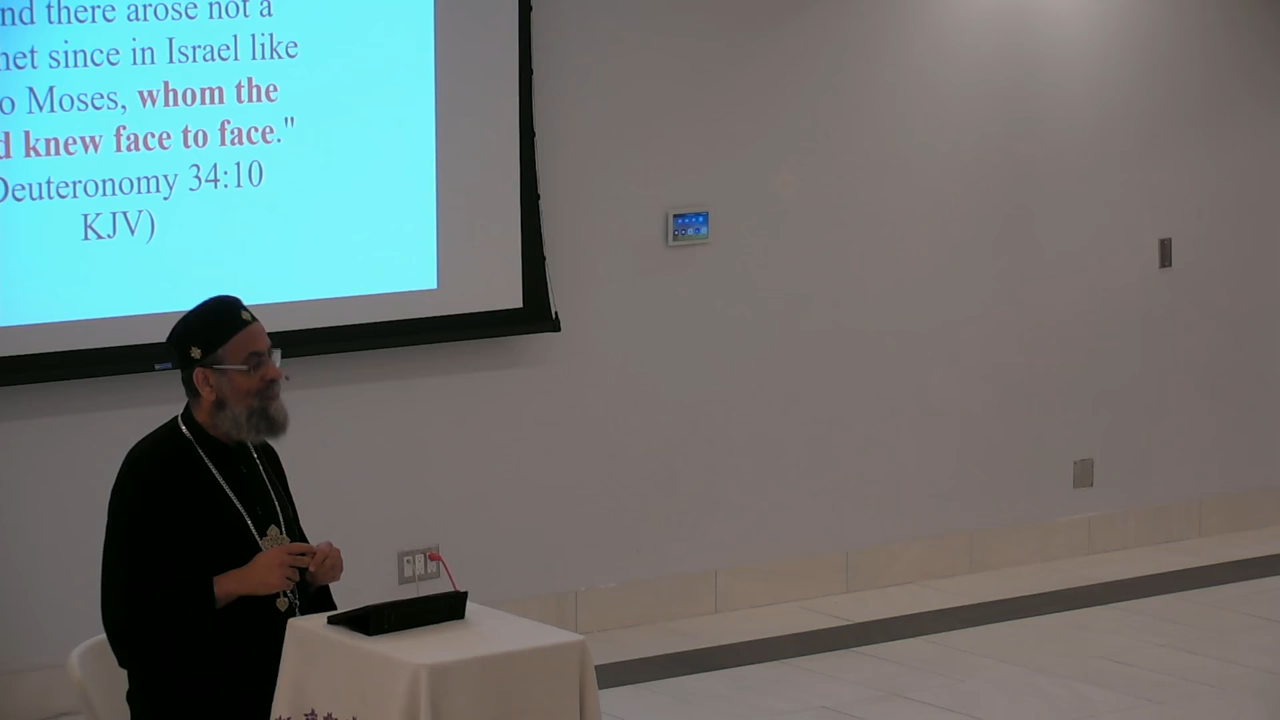 nd there arose not a
net since in Israel like
o Moses, whom the
d knew face to face."
Deuteronomy 34:10
KJV)